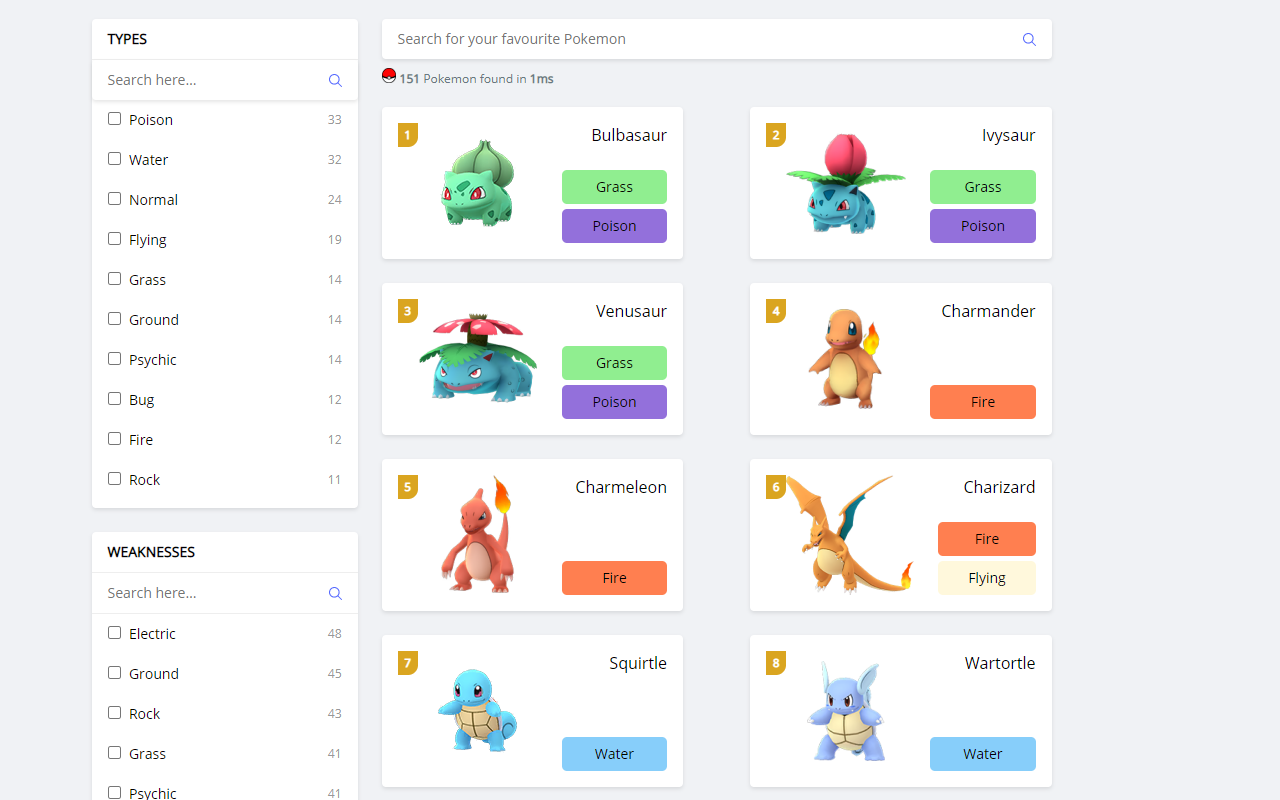 TYPES
Search here...
Poison 33
Water 32
Normal 24
Flying 19
Grass 14
Ground 14
Psychic 14
Bug 12
Fire 12
Rock 11
WEAKNESSES
Search here...
Electric 48
Ground 45
Rock 43
Grass 41
Psychic 41
Search for your favourite Pokemon
151 Pokemon found in 1ms
1
Bulbasaur
Grass
Poison
2
Ivysaur
Grass
Poison
3
Venusaur
Grass
Poison
4
Charmander
Fire
5
Charmeleon
Fire
6
Charizard
Fire
Flying
7
Squirtle
Water
8
Wartortle
Water